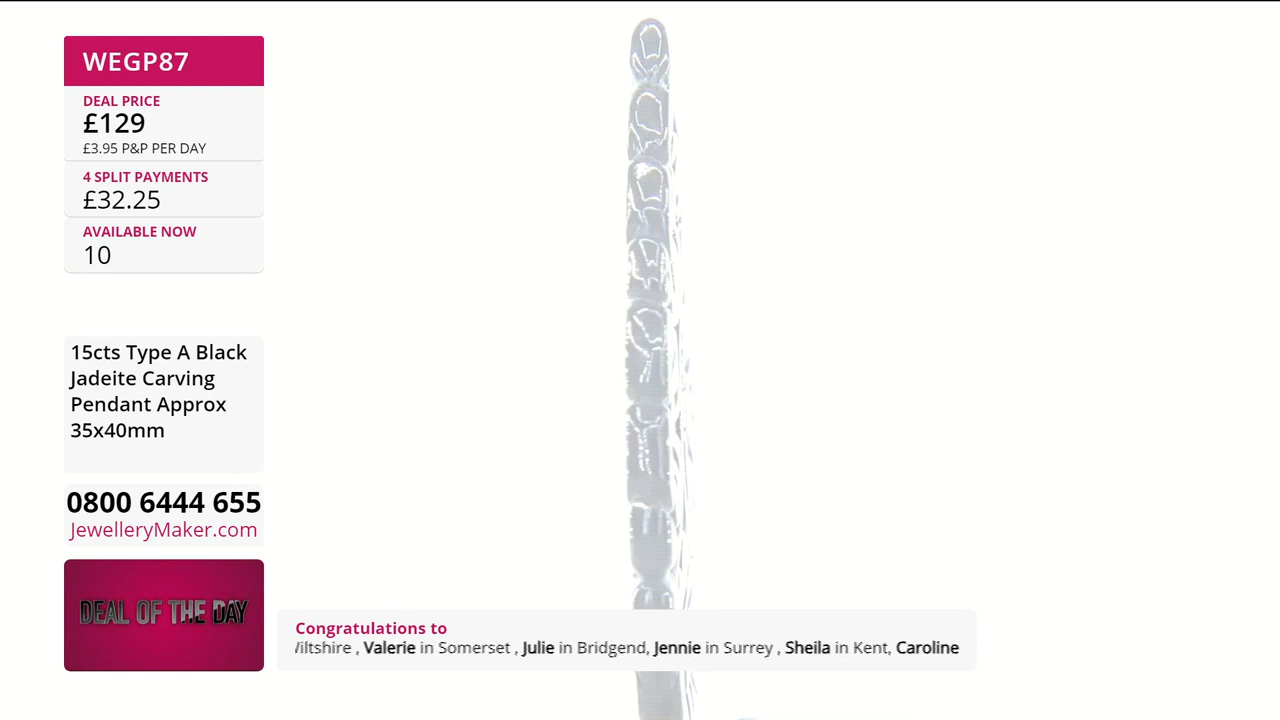 WEGP87
DEAL PRICE
£129
£3.95 P&P PER DAY
4 SPLIT PAYMENTS
£32.25
AVAILABLE NOW
10
15cts Type A Black
Jadeite Carving
Pendant Approx
35x40mm
0800 6444 655
JewelleryMaker.com
DEAL OF THE DAY
Congratulations to
iltshire , Valerie in Somerset , Julie in Bridgend, Jennie in Surrey , Sheila in Kent, Caroline